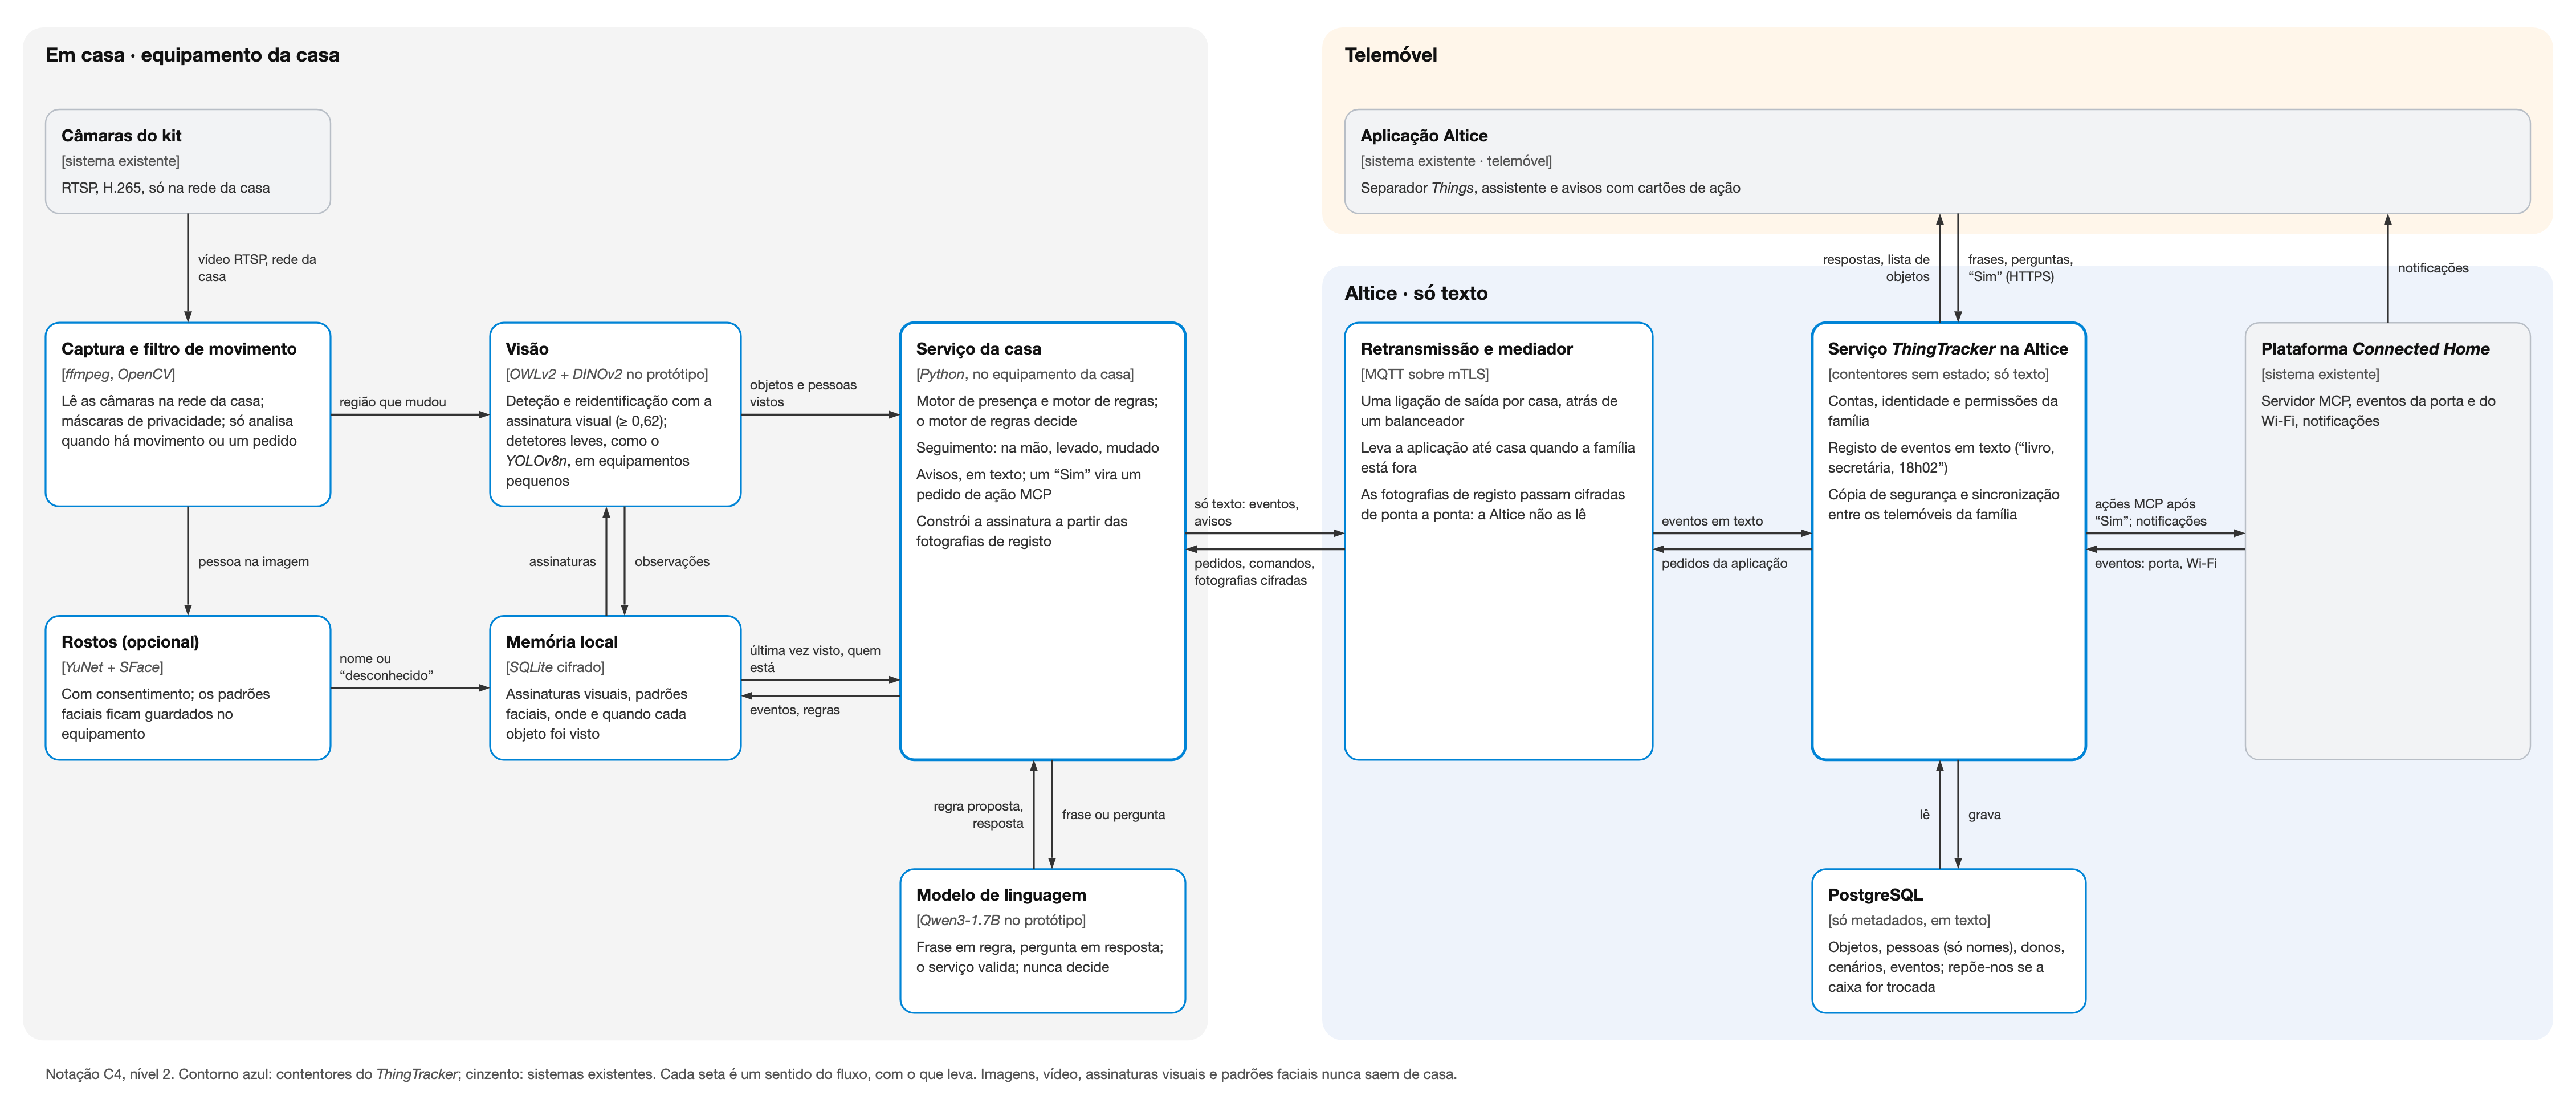 Em casa · equipamento da casa
Câmaras do kit
[sistema existente]
RTSP, H.265, só na rede da casa
vídeo RTSP, rede da
casa
Captura e filtro de movimento
[ffmpeg, OpenCV]
Lê as câmaras na rede da casa;
máscaras de privacidade; só analisa
quando há movimento ou um pedido
região que mudou
Visão
[OWLv2 + DINOv2 no protótipo]
Deteção e reidentificação com a
assinatura visual (≥ 0,62);
detetores leves, como o
YOLOv8n, em equipamentos
pequenos
objetos e pessoas
vistos
Serviço da casa
[Python, no equipamento da casa]
Motor de presença e motor de regras;
o motor de regras decide
Seguimento: na mão, levado, mudado
Avisos, em texto; um “Sim” vira um
pedido de ação MCP
Constrói a assinatura a partir das
fotografias de registo
pessoa na imagem
assinaturas
observações
Rostos (opcional)
[YuNet + SFace]
Com consentimento; os padrões
faciais ficam guardados no
equipamento
nome ou
“desconhecido”
Memória local
[SQLite cifrado]
Assinaturas visuais, padrões
faciais, onde e quando cada
objeto foi visto
última vez visto, quem
está
eventos, regras
regra proposta,
resposta
frase ou pergunta
Modelo de linguagem
[Qwen3-1.7B no protótipo]
Frase em regra, pergunta em resposta;
o serviço valida; nunca decide
só texto: eventos,
avisos
pedidos, comandos,
fotografias cifradas
Telemóvel
Aplicação Altice
[sistema existente · telemóvel]
Separador Things, assistente e avisos com cartões de ação
respostas, lista de
objetos
frases, perguntas,
“Sim” (HTTPS)
notificações
Altice · só texto
Retransmissão e mediador
[MQTT sobre mTLS]
Uma ligação de saída por casa, atrás de
um balanceador
Leva a aplicação até casa quando a família
está fora
As fotografias de registo passam cifradas
de ponta a ponta: a Altice não as lê
eventos em texto
pedidos da aplicação
Serviço ThingTracker na Altice
[contentores sem estado; só texto]
Contas, identidade e permissões da
família
Registo de eventos em texto (“livro,
secretária, 18h02”)
Cópia de segurança e sincronização
entre os telemóveis da família
ações MCP após
“Sim”; notificações
eventos: porta, Wi-Fi
Plataforma Connected Home
[sistema existente]
Servidor MCP, eventos da porta e do
Wi-Fi, notificações
lê
grava
PostgreSQL
[só metadados, em texto]
Objetos, pessoas (só nomes), donos,
cenários, eventos; repõe-nos se a
caixa for trocada
Notação C4, nível 2. Contorno azul: contentores do ThingTracker; cinzento: sistemas existentes. Cada seta é um sentido do fluxo, com o que leva. Imagens, vídeo, assinaturas visuais e padrões faciais nunca saem de casa.